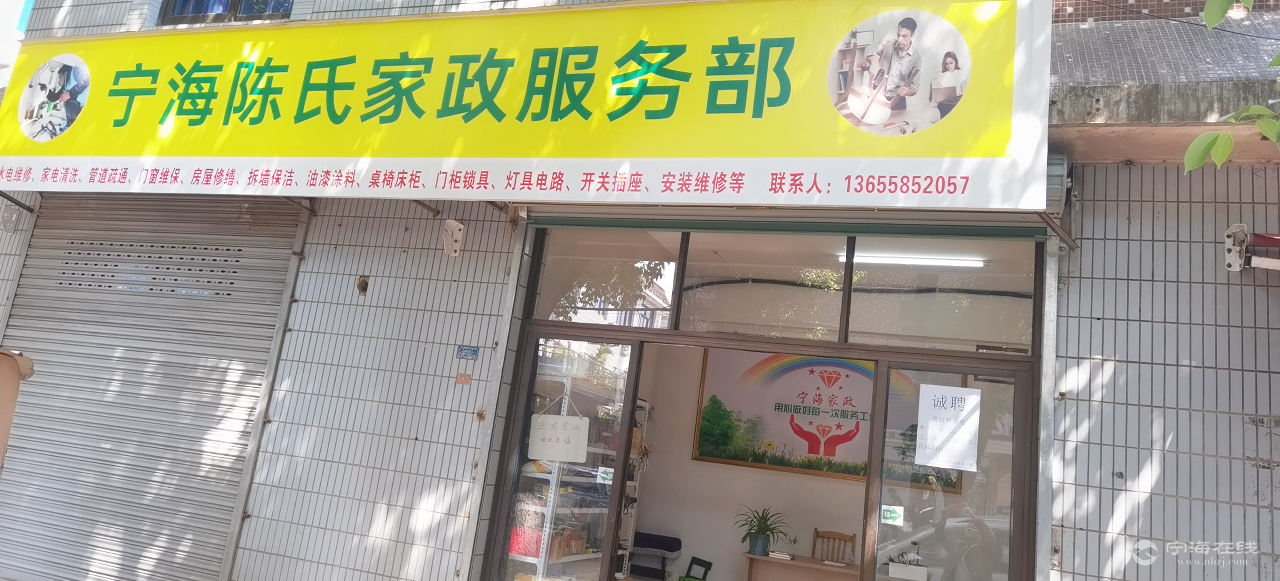 宁海陈氏家政服务部
水电维修、家电清洗、管道疏通、门窗维保、房屋修缮、拆墙保洁、油漆涂料、桌椅床柜、门柜锁具、灯具电路、开关插座、安装维修等 联系人：13655852057
宁海家政
用心做好每一次服务工
诚聘
宁海在线
www.nhzj.com